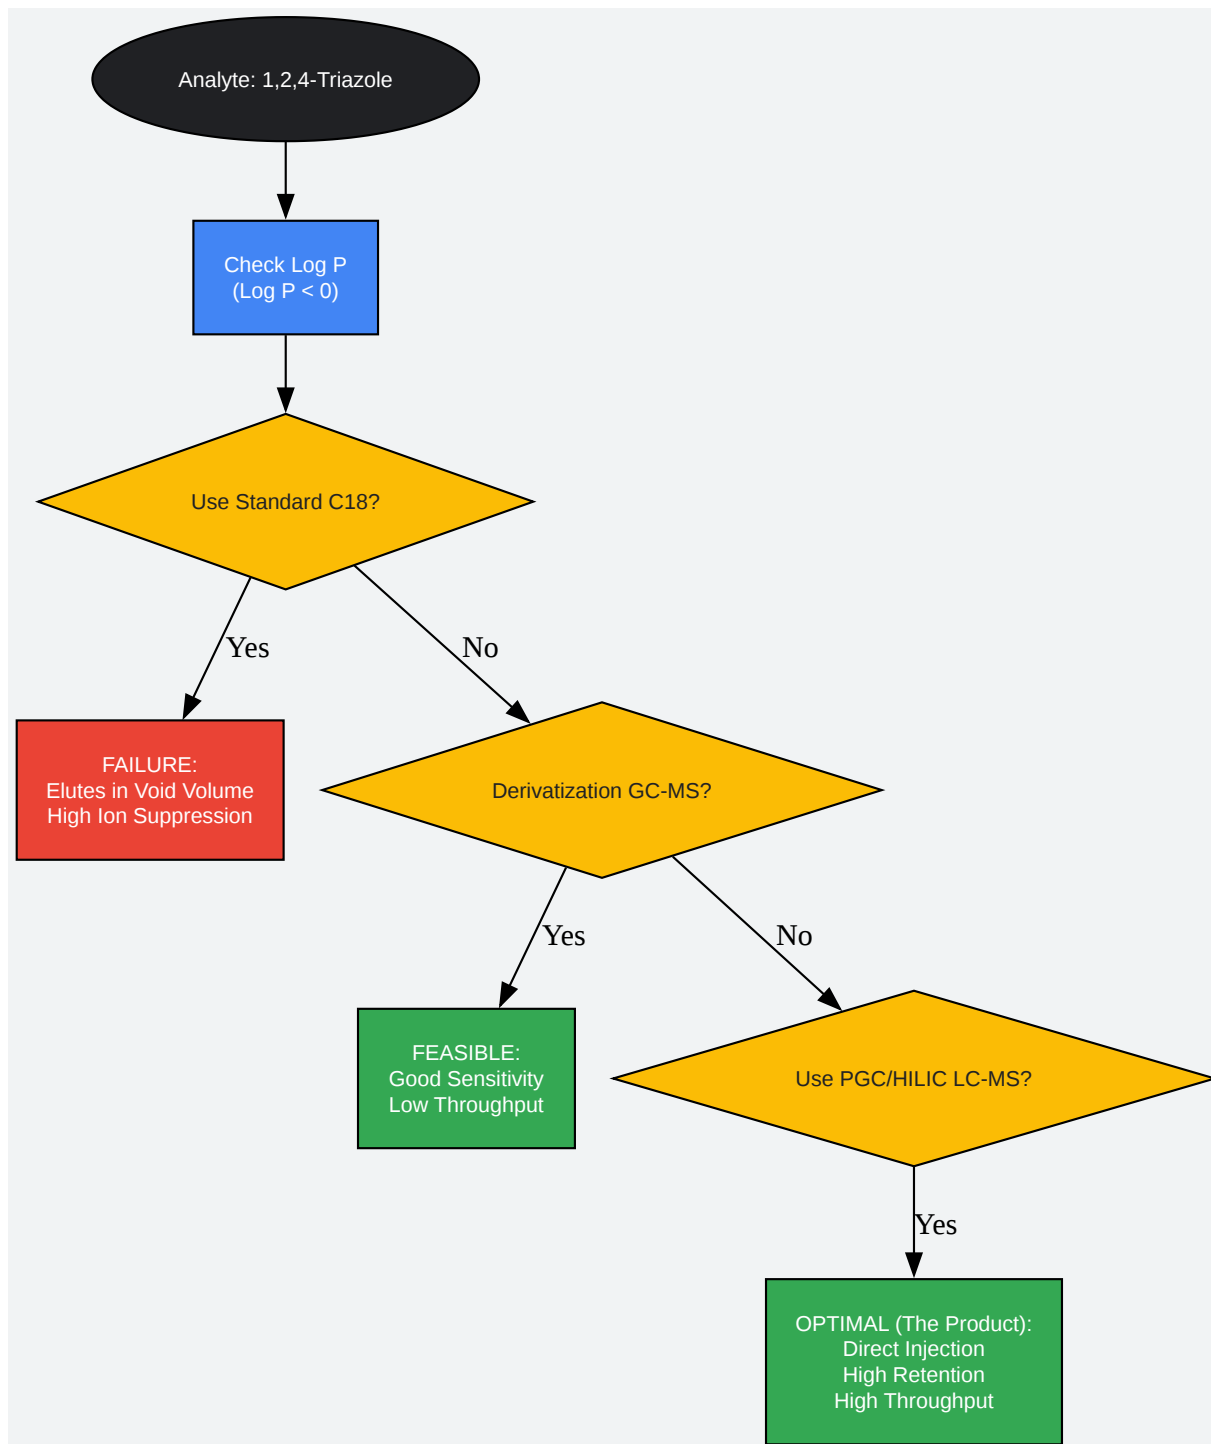 Analyte: 1,2,4-Triazole
Check Log P
(Log P < 0)
Use Standard C18?
Yes
No
FAILURE:
Elutes in Void Volume
High Ion Suppression
Derivatization GC-MS?
Yes
No
FEASIBLE:
Good Sensitivity
Low Throughput
Use PGC/HILIC LC-MS?
Yes
OPTIMAL (The Product):
Direct Injection
High Retention
High Throughput